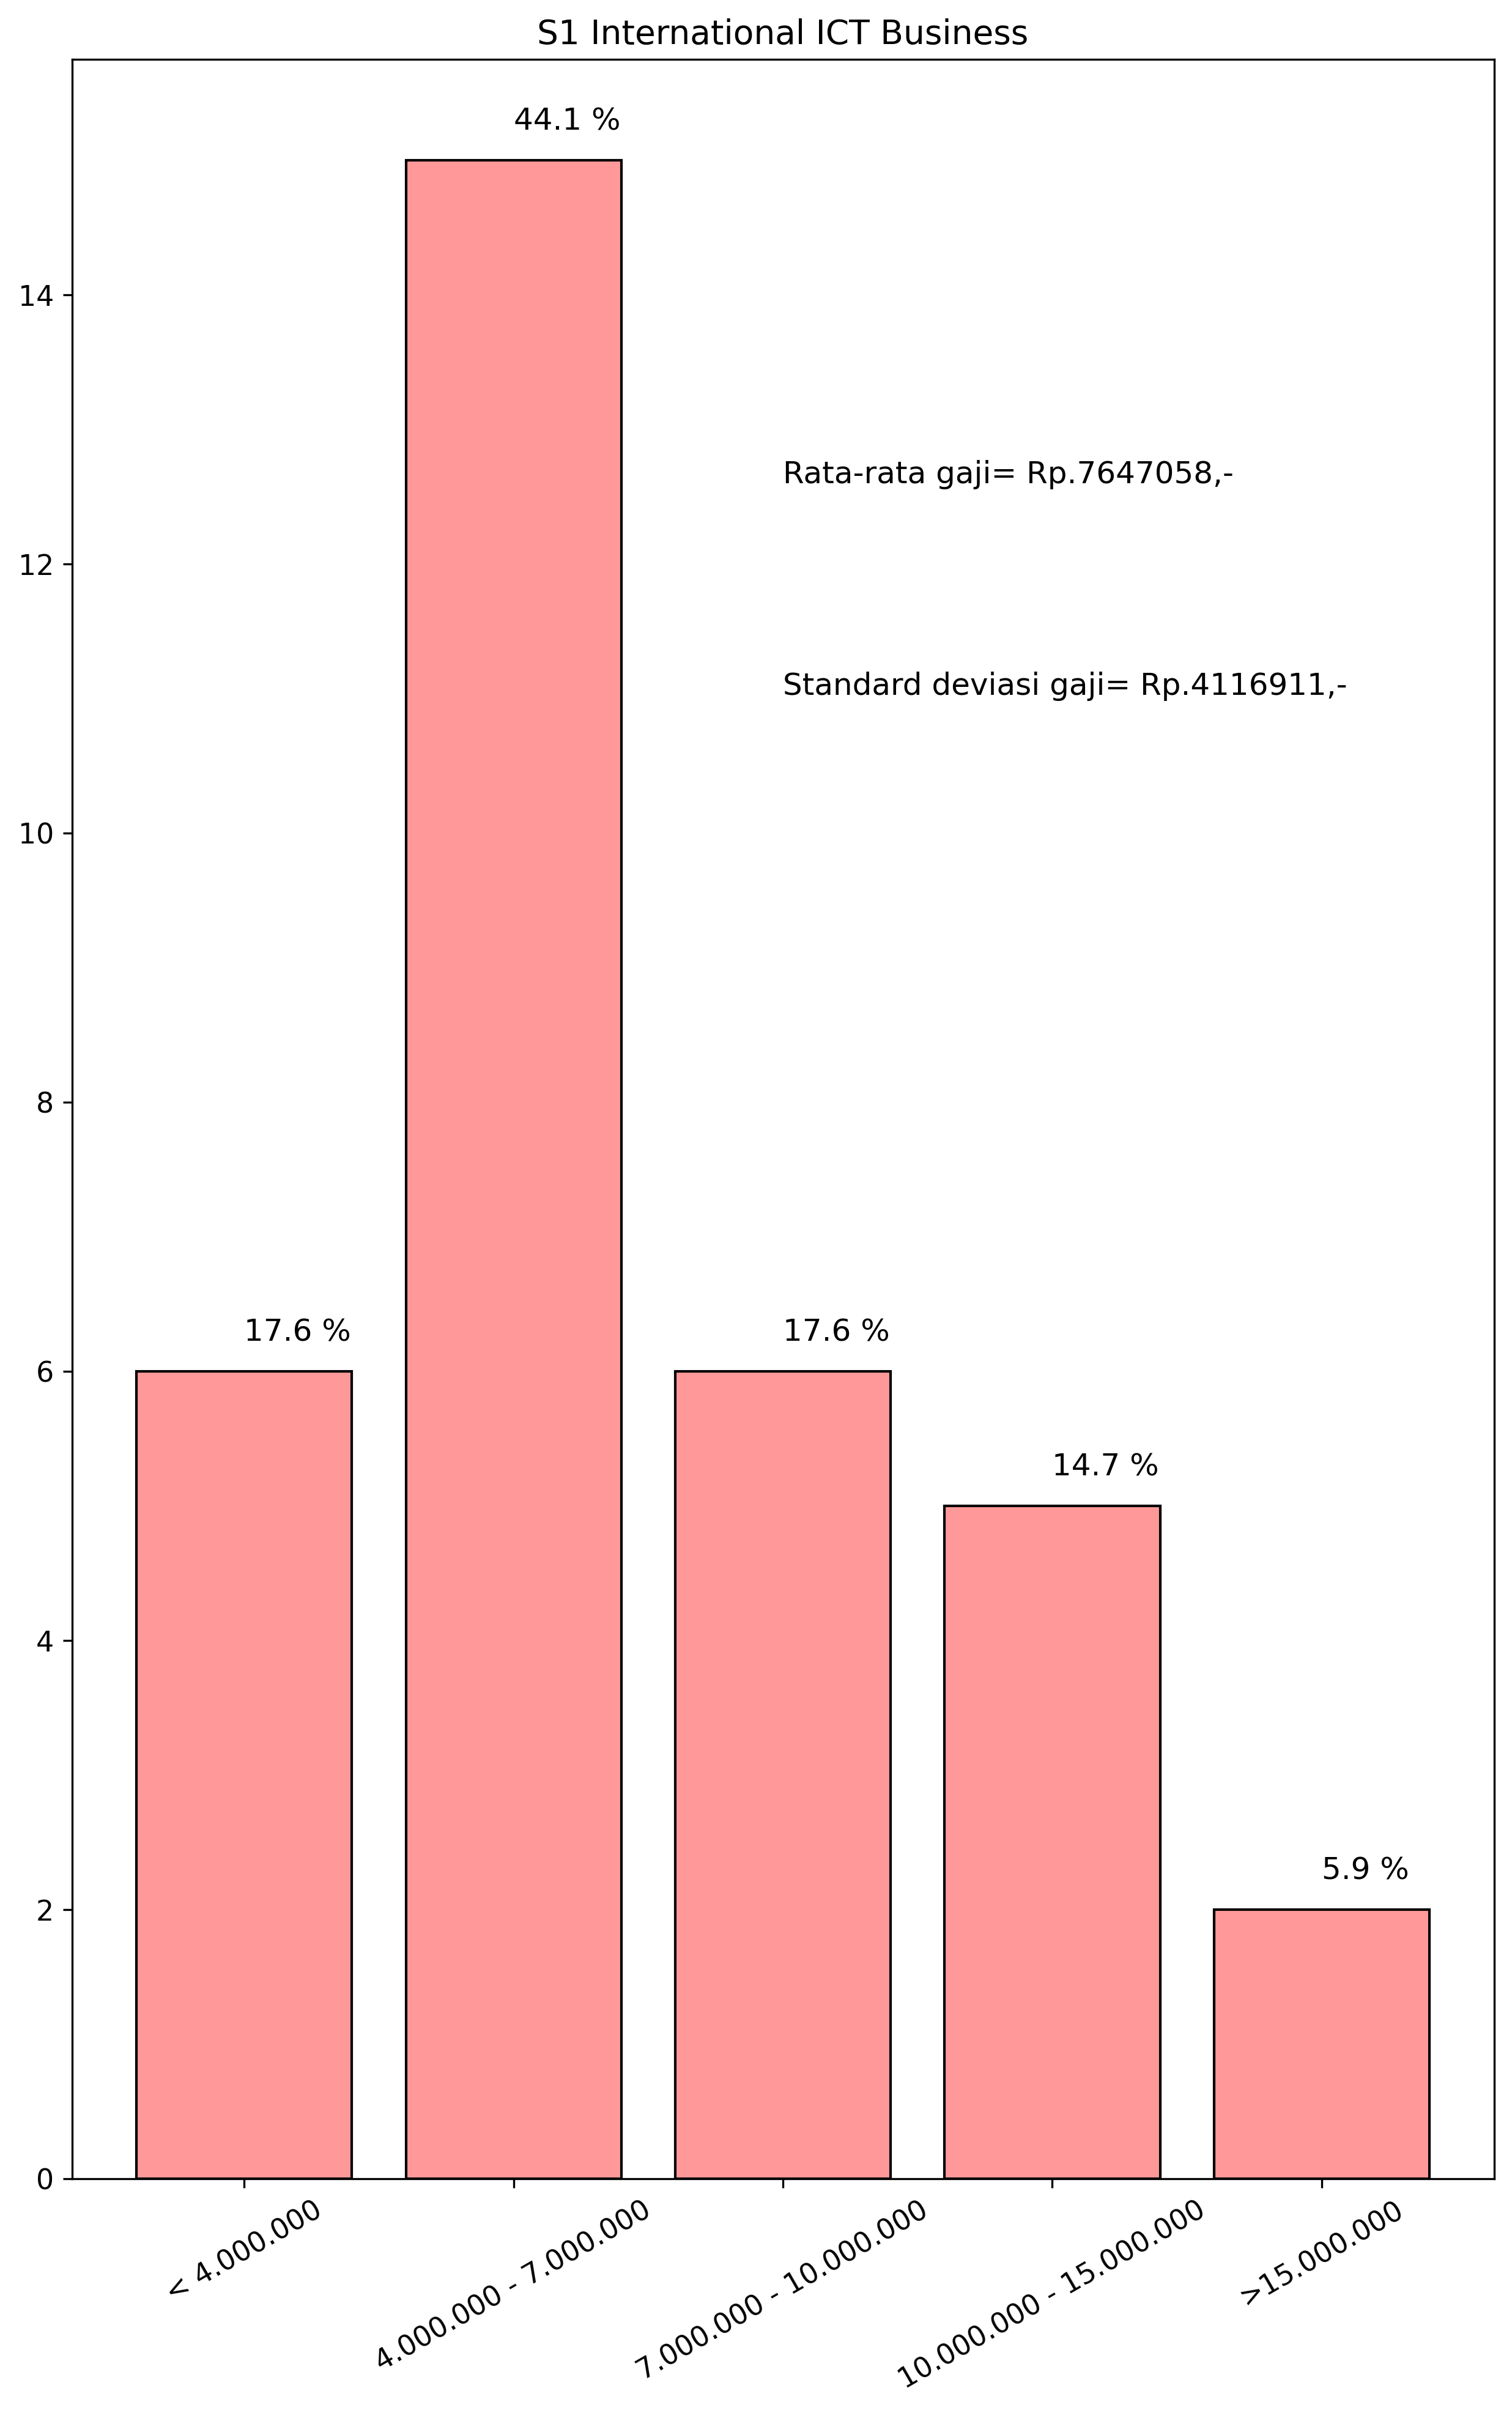 S1 International ICT Business
44.1 %
14
Rata-rata gaji= Rp.7647058,-
12
Standard deviasi gaji= Rp.4116911,-
10
8
17.6 %
17.6 %
6
14.7 %
4
5.9 %
2
0
< 4.000.000
4.000.000 - 7.000.000
7.000.000 - 10.000.000
10.000.000 - 15.000.000
>15.000.000